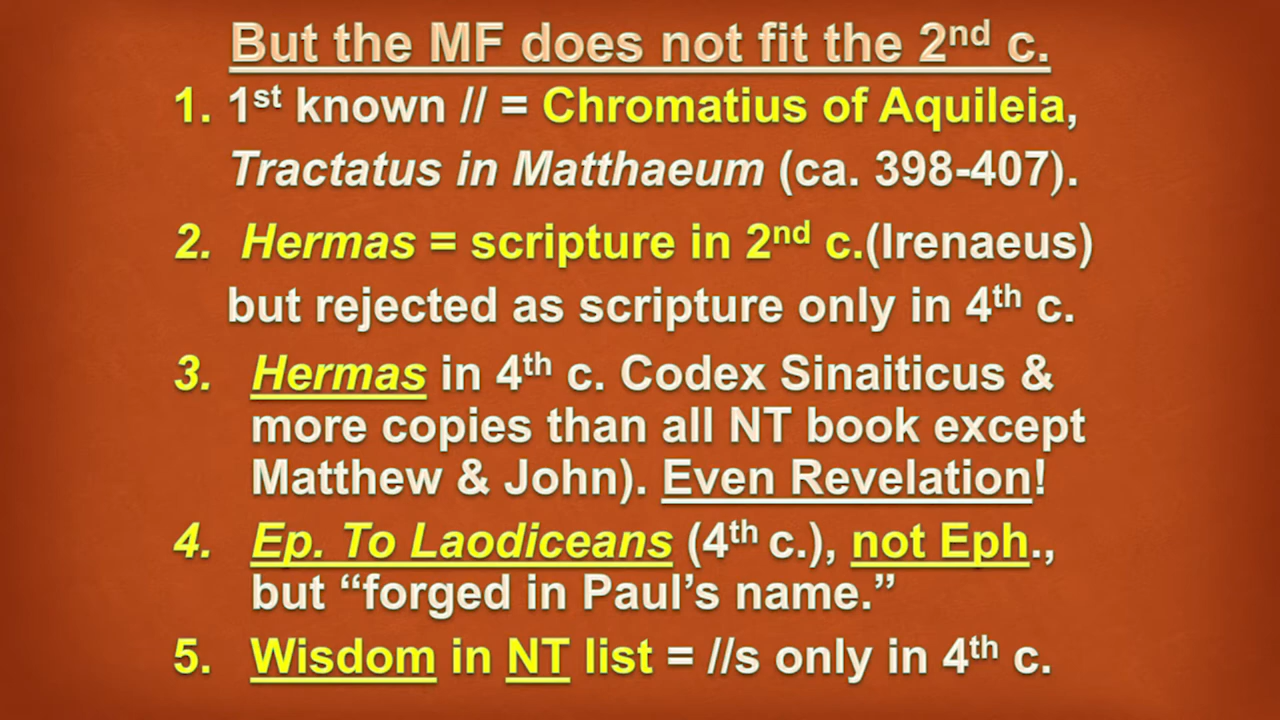 But the MF does not fit the 2nd c.
1. 1st known // = Chromatius of Aquileia,
Tractatus in Matthaeum (ca. 398-407).
2. Hermas = scripture in 2nd c.(Irenaeus)
but rejected as scripture only in 4th c.
3. Hermas in 4th c. Codex Sinaiticus &
more copies than all NT book except
Matthew & John). Even Revelation!
4. Ep. To Laodiceans (4th c.), not Eph.,
but “forged in Paul’s name.”
5. Wisdom in NT list = //s only in 4th c.